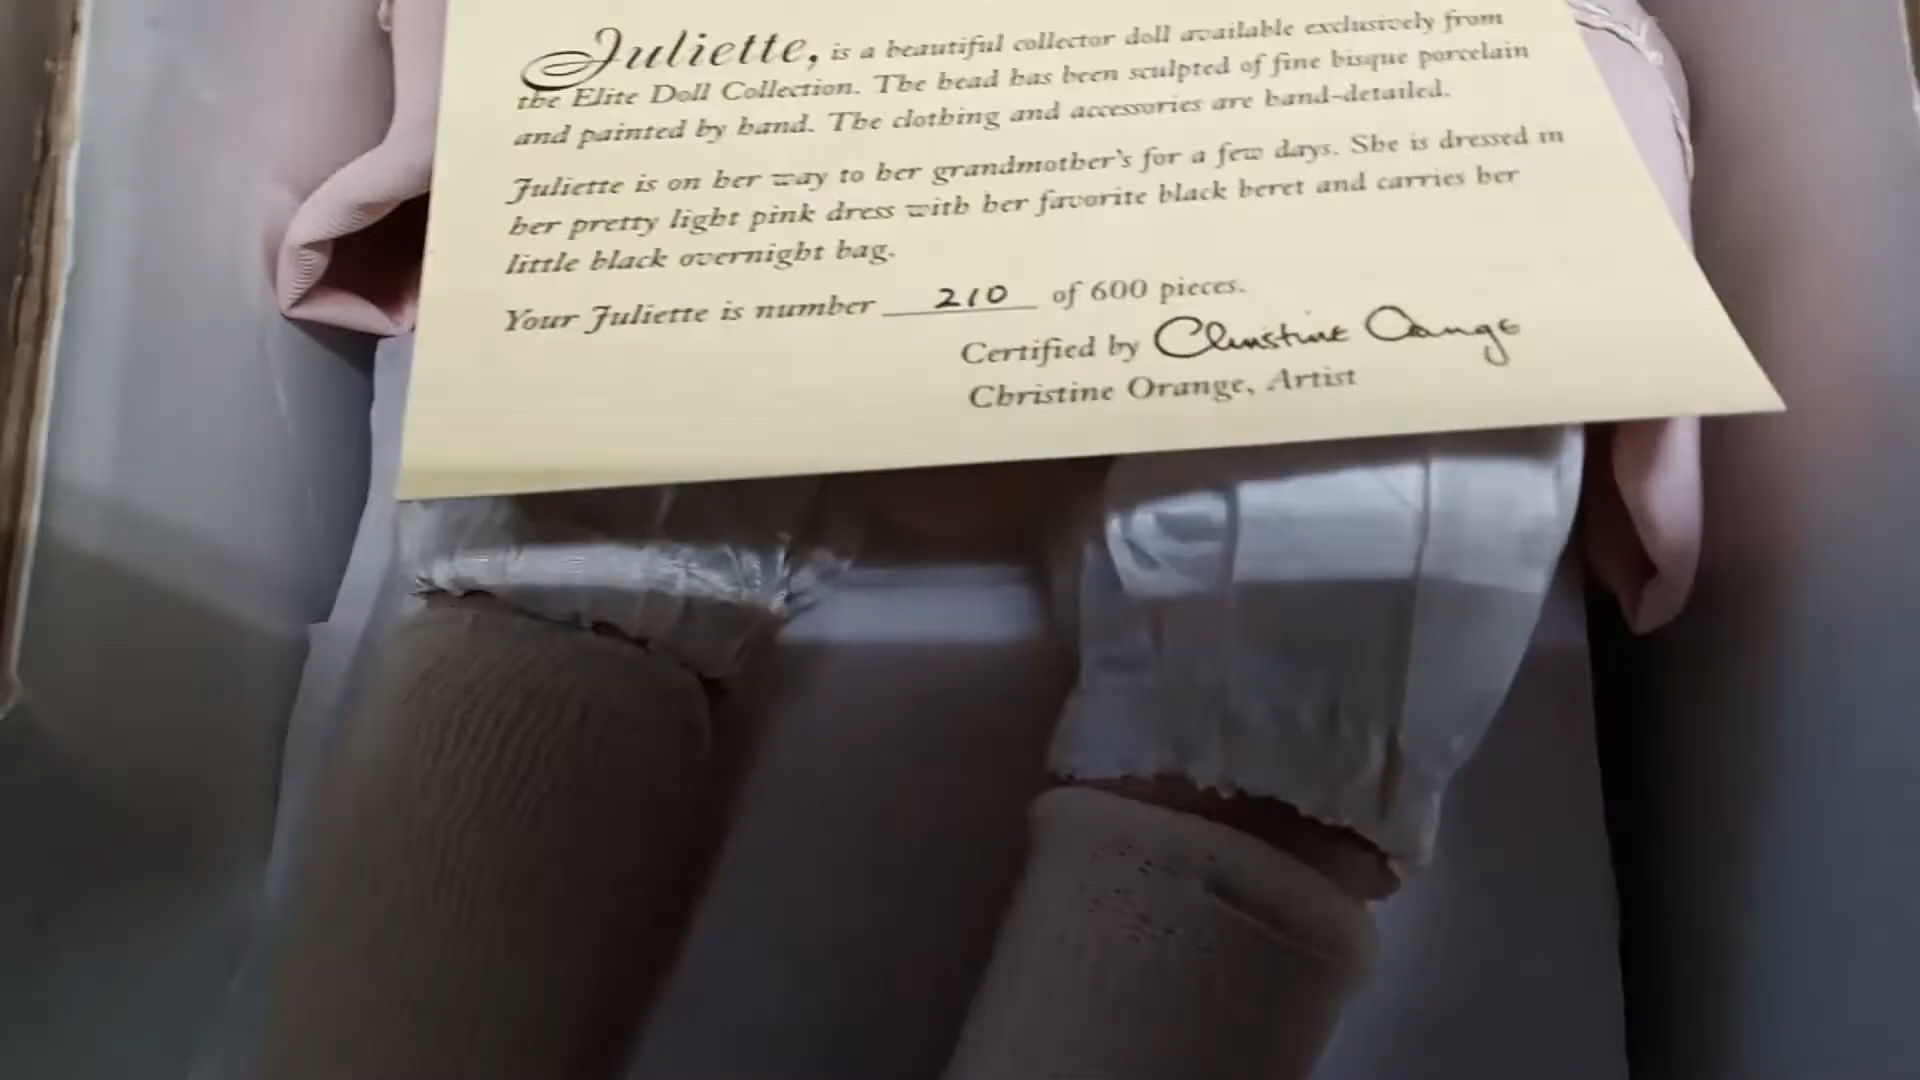 Juliette, is a beautiful collector doll available exclusively from
the Elite Doll Collection. The head has been sculpted of fine bisque porcelain
and painted by hand. The clothing and accessories are hand-detailed.
Juliette is on her way to her grandmother's for a few days. She is dressed in
her pretty light pink dress with her favorite black beret and carries her
little black overnight bag.
Your Juliette is number 210 of 600 pieces.
Certified by Christine Orange
Christine Orange, Artist